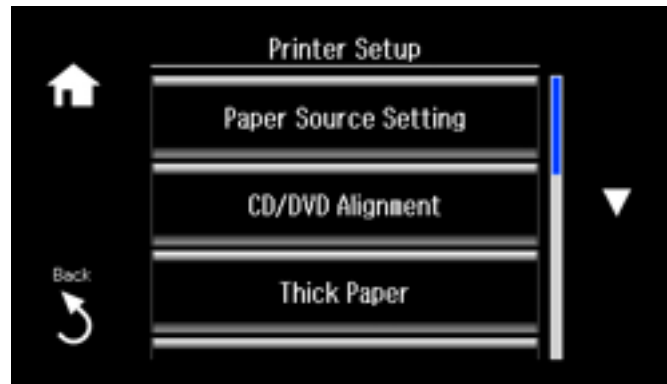 Printer Setup
Paper Source Setting
CD/DVD Alignment
Thick Paper
Back